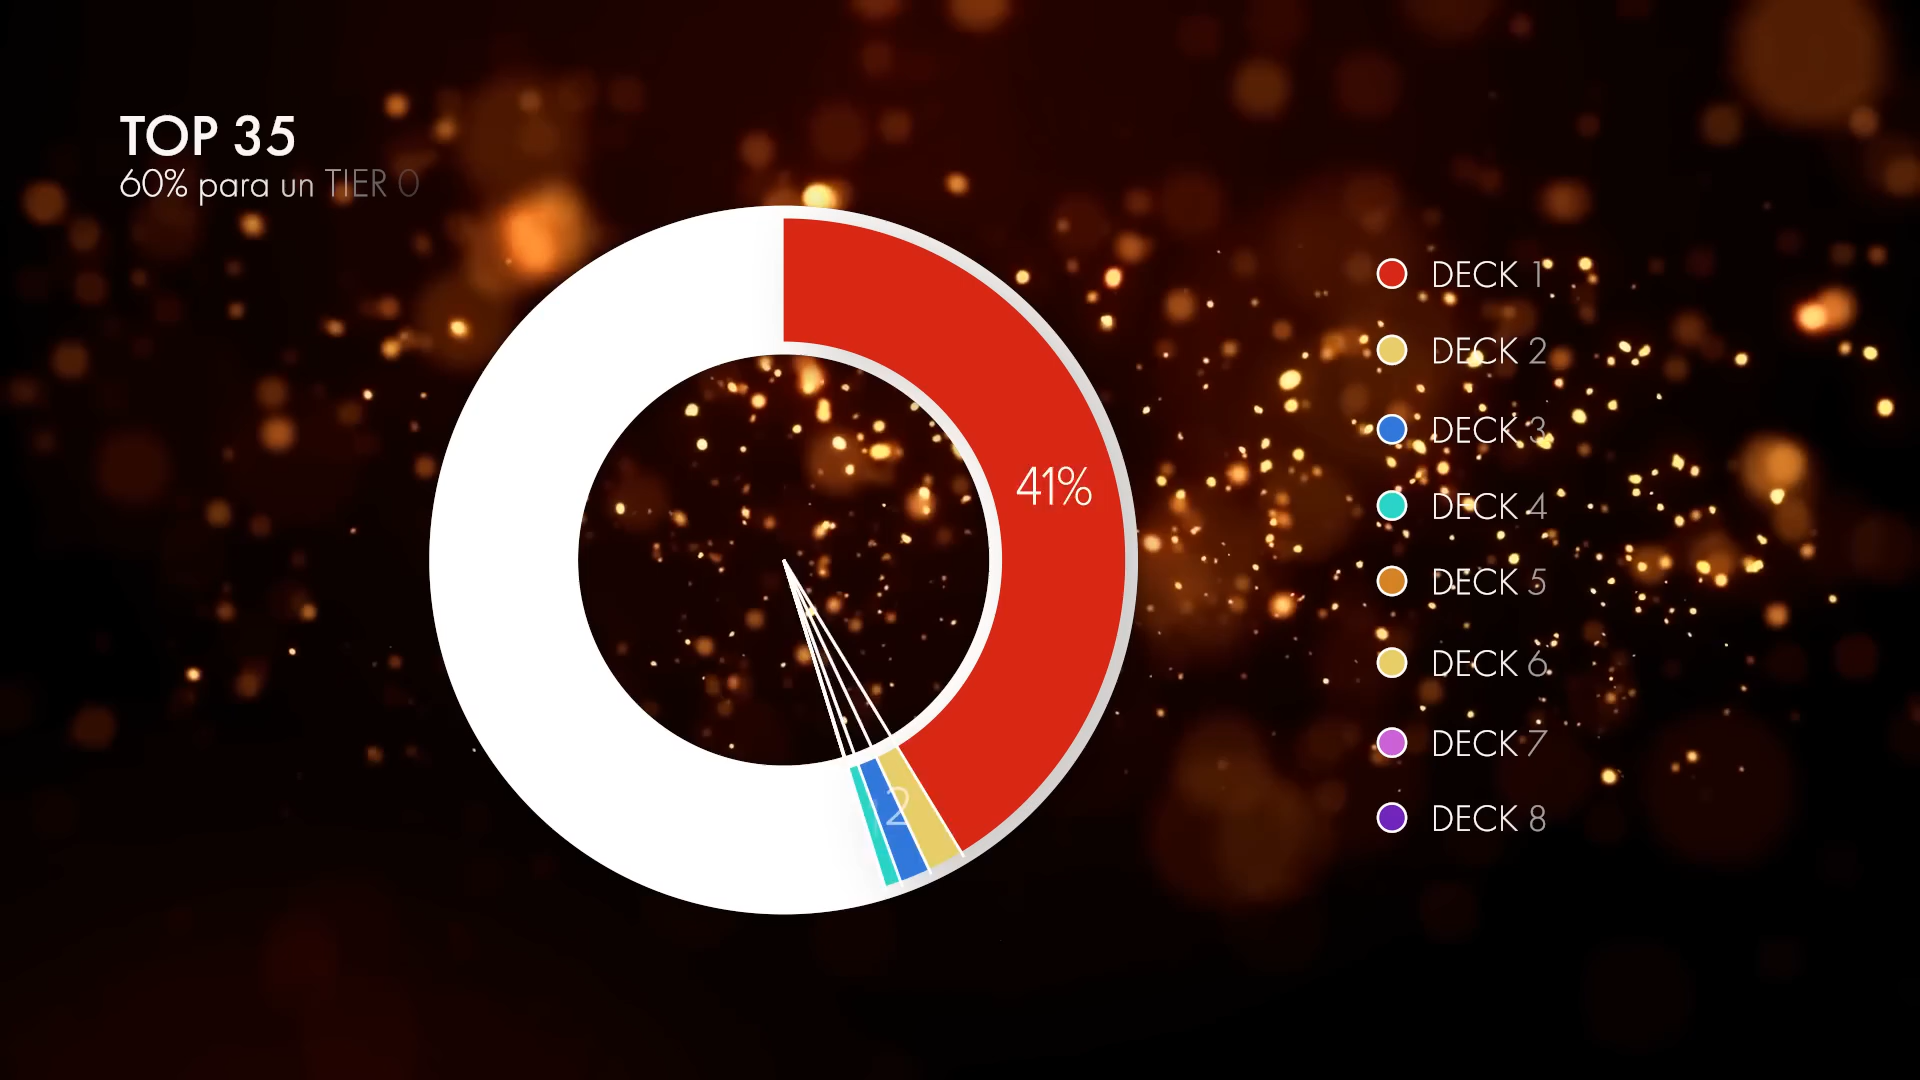 TOP 35
60% para un TIER 0
41%
2
DECK 1
DECK 2
DECK 3
DECK 4
DECK 5
DECK 6
DECK 7
DECK 8